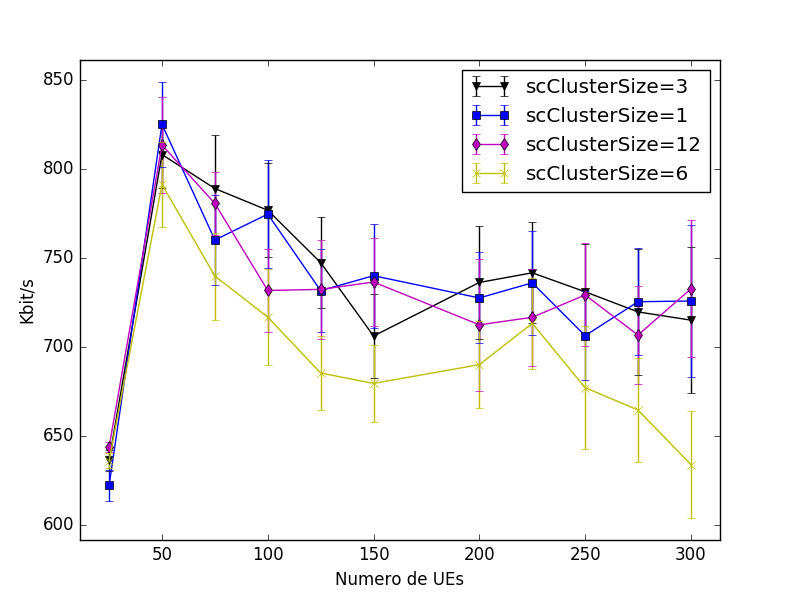 850
800
750
700
650
600
Kbit/s
scClusterSize=3
scClusterSize=1
scClusterSize=12
scClusterSize=6
50 100 150 200 250 300
Numero de UEs